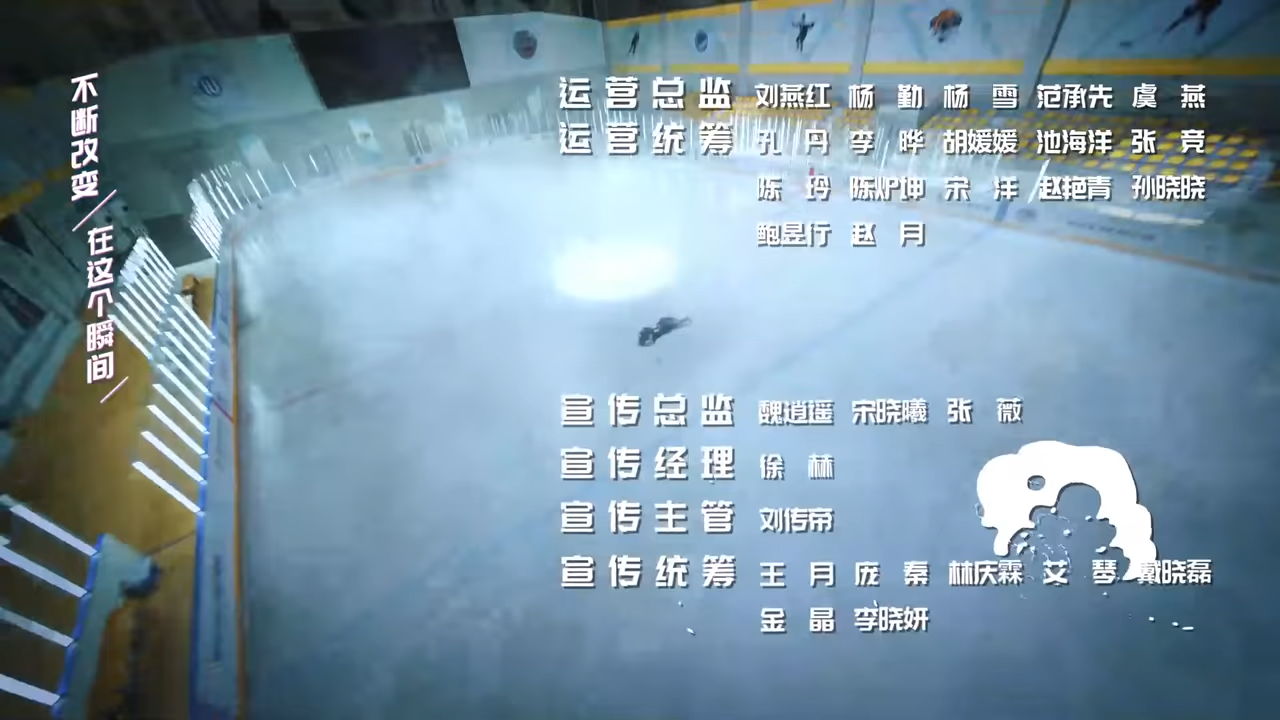 不断改变/在这个瞬间/
运营总监 刘燕红 杨勤 杨雪 范承先 虞燕
运营统筹 孔丹 李晔 胡媛媛 池海洋 张竞
陈玲 陈炉坤 宋洋 赵艳青 孙晓晓
鲍昱行 赵月
宣传总监 魏逍遥 宋晓曦 张薇
宣传经理 徐林
宣传主管 刘传帝
宣传统筹 王月 庞秦 林庆霖 艾琴 戴晓磊
金晶 李晓妍